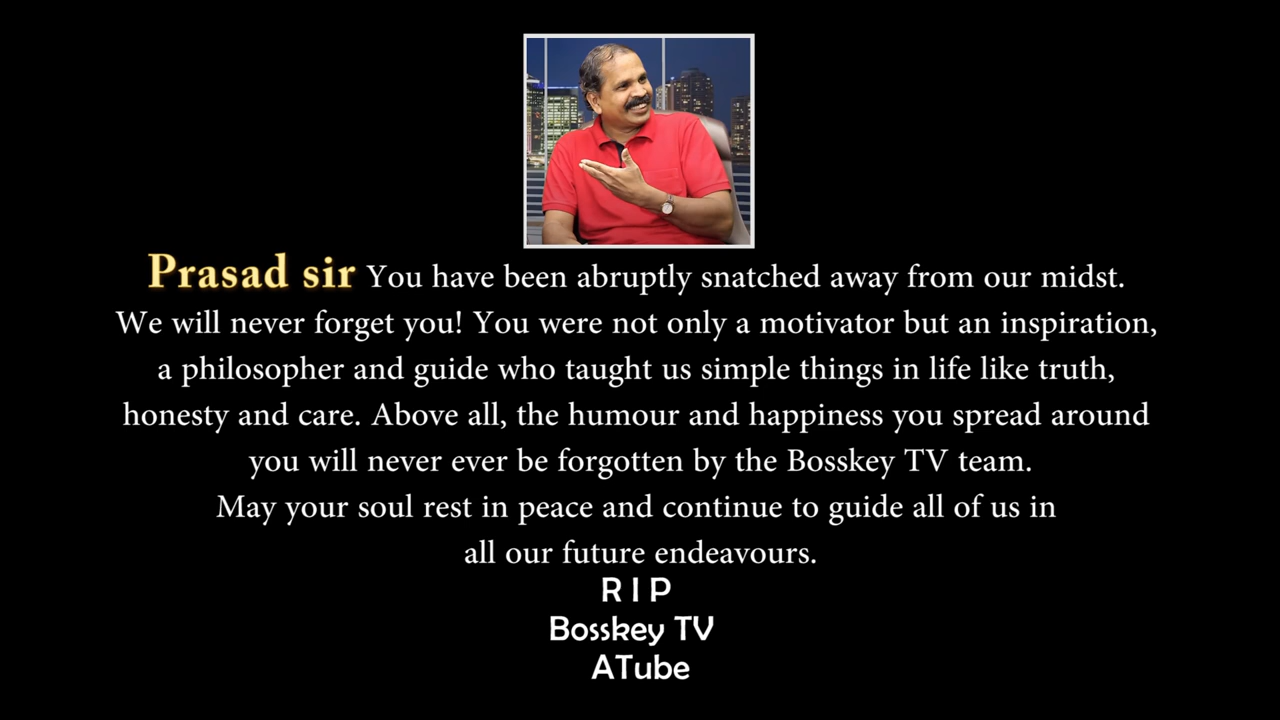 Prasad sir You have been abruptly snatched away from our midst.
We will never forget you! You were not only a motivator but an inspiration,
a philosopher and guide who taught us simple things in life like truth,
honesty and care. Above all, the humour and happiness you spread around
you will never ever be forgotten by the Bosskey TV team.
May your soul rest in peace and continue to guide all of us in
all our future endeavours.
R I P
Bosskey TV
ATube